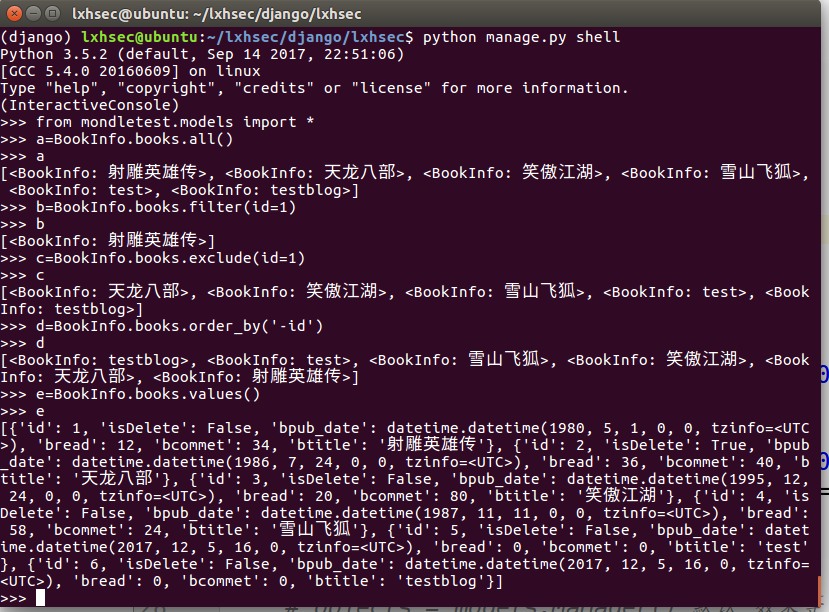 lxhsec@ubuntu: ~/lxhsec/django/lxhsec
(django) lxhsec@ubuntu:~/lxhsec/django/lxhsec$ python manage.py shell
Python 3.5.2 (default, Sep 14 2017, 22:51:06)
[GCC 5.4.0 20160609] on linux
Type "help", "copyright", "credits" or "license" for more information.
(InteractiveConsole)
>>> from mondletest.models import *
>>> a=BookInfo.books.all()
>>> a
[<BookInfo: 射雕英雄传>, <BookInfo: 天龙八部>, <BookInfo: 笑傲江湖>, <BookInfo: 雪山飞狐>,
 <BookInfo: test>, <BookInfo: testblog>]
>>> b=BookInfo.books.filter(id=1)
>>> b
[<BookInfo: 射雕英雄传>]
>>> c=BookInfo.books.exclude(id=1)
>>> c
[<BookInfo: 天龙八部>, <BookInfo: 笑傲江湖>, <BookInfo: 雪山飞狐>, <BookInfo: test>, <Book
Info: testblog>]
>>> d=BookInfo.books.order_by('-id')
>>> d
[<BookInfo: testblog>, <BookInfo: test>, <BookInfo: 雪山飞狐>, <BookInfo: 笑傲江湖>, <Book
Info: 天龙八部>, <BookInfo: 射雕英雄传>]
>>> e=BookInfo.books.values()
>>> e
[{'id': 1, 'isDelete': False, 'bpub_date': datetime.datetime(1980, 5, 1, 0, 0, tzinfo=<UTC
>), 'bread': 12, 'bcommet': 34, 'btitle': '射雕英雄传'}, {'id': 2, 'isDelete': True, 'bpub
_date': datetime.datetime(1986, 7, 24, 0, 0, tzinfo=<UTC>), 'bread': 36, 'bcommet': 40, 'b
title': '天龙八部'}, {'id': 3, 'isDelete': False, 'bpub_date': datetime.datetime(1995, 12,
 24, 0, 0, tzinfo=<UTC>), 'bread': 20, 'bcommet': 80, 'btitle': '笑傲江湖'}, {'id': 4, 'is
Delete': False, 'bpub_date': datetime.datetime(1987, 11, 11, 0, 0, tzinfo=<UTC>), 'bread':
 58, 'bcommet': 24, 'btitle': '雪山飞狐'}, {'id': 5, 'isDelete': False, 'bpub_date': datet
ime.datetime(2017, 12, 5, 16, 0, tzinfo=<UTC>), 'bread': 0, 'bcommet': 0, 'btitle': 'test'
}, {'id': 6, 'isDelete': False, 'bpub_date': datetime.datetime(2017, 12, 5, 16, 0, tzinfo=
<UTC>), 'bread': 0, 'bcommet': 0, 'btitle': 'testblog'}]
>>>